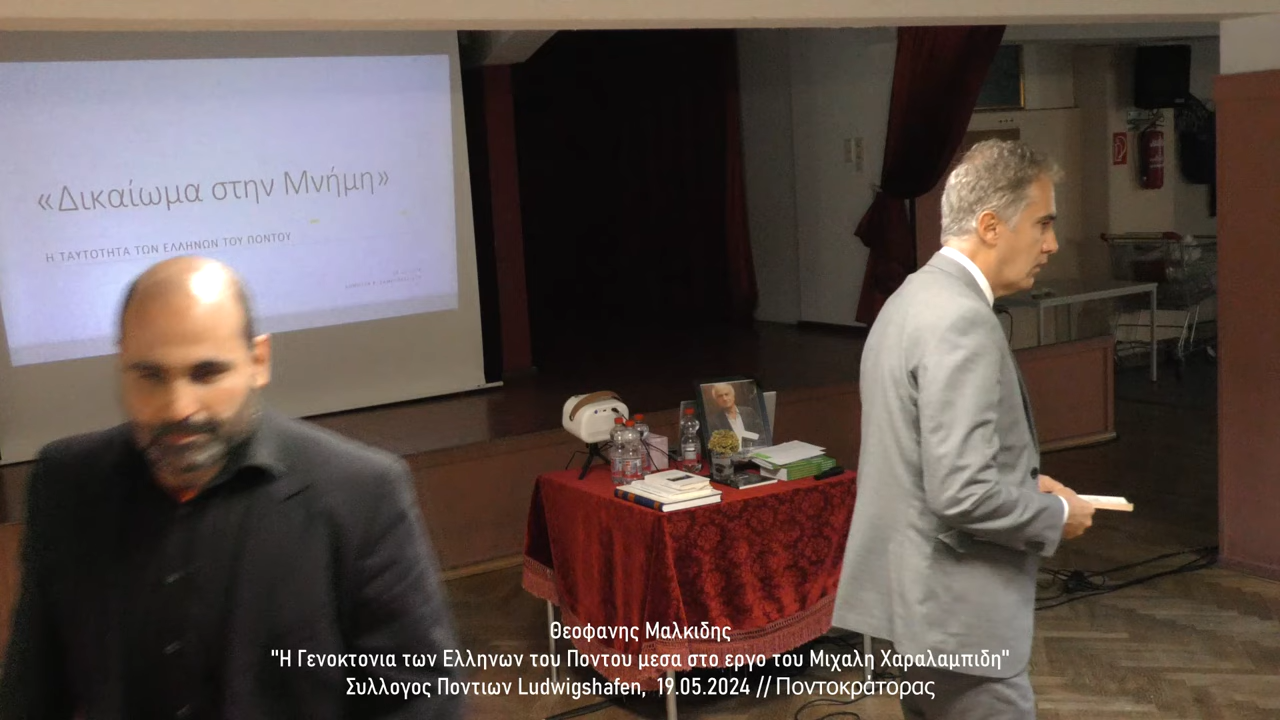 «Δικαίωμα στην Μνήμη»
Η ΤΑΥΤΟΤΗΤΑ ΤΩΝ ΕΛΛΗΝΩΝ ΤΟΥ ΠΟΝΤΟΥ
Θεοφανης Μαλκιδης
"Η Γενοκτονια των Ελληνων του Ποντου μεσα στο εργο του Μιχαλη Χαραλαμπιδη"
Συλλογος Ποντιων Ludwigshafen, 19.05.2024 // Ποντοκράτορας